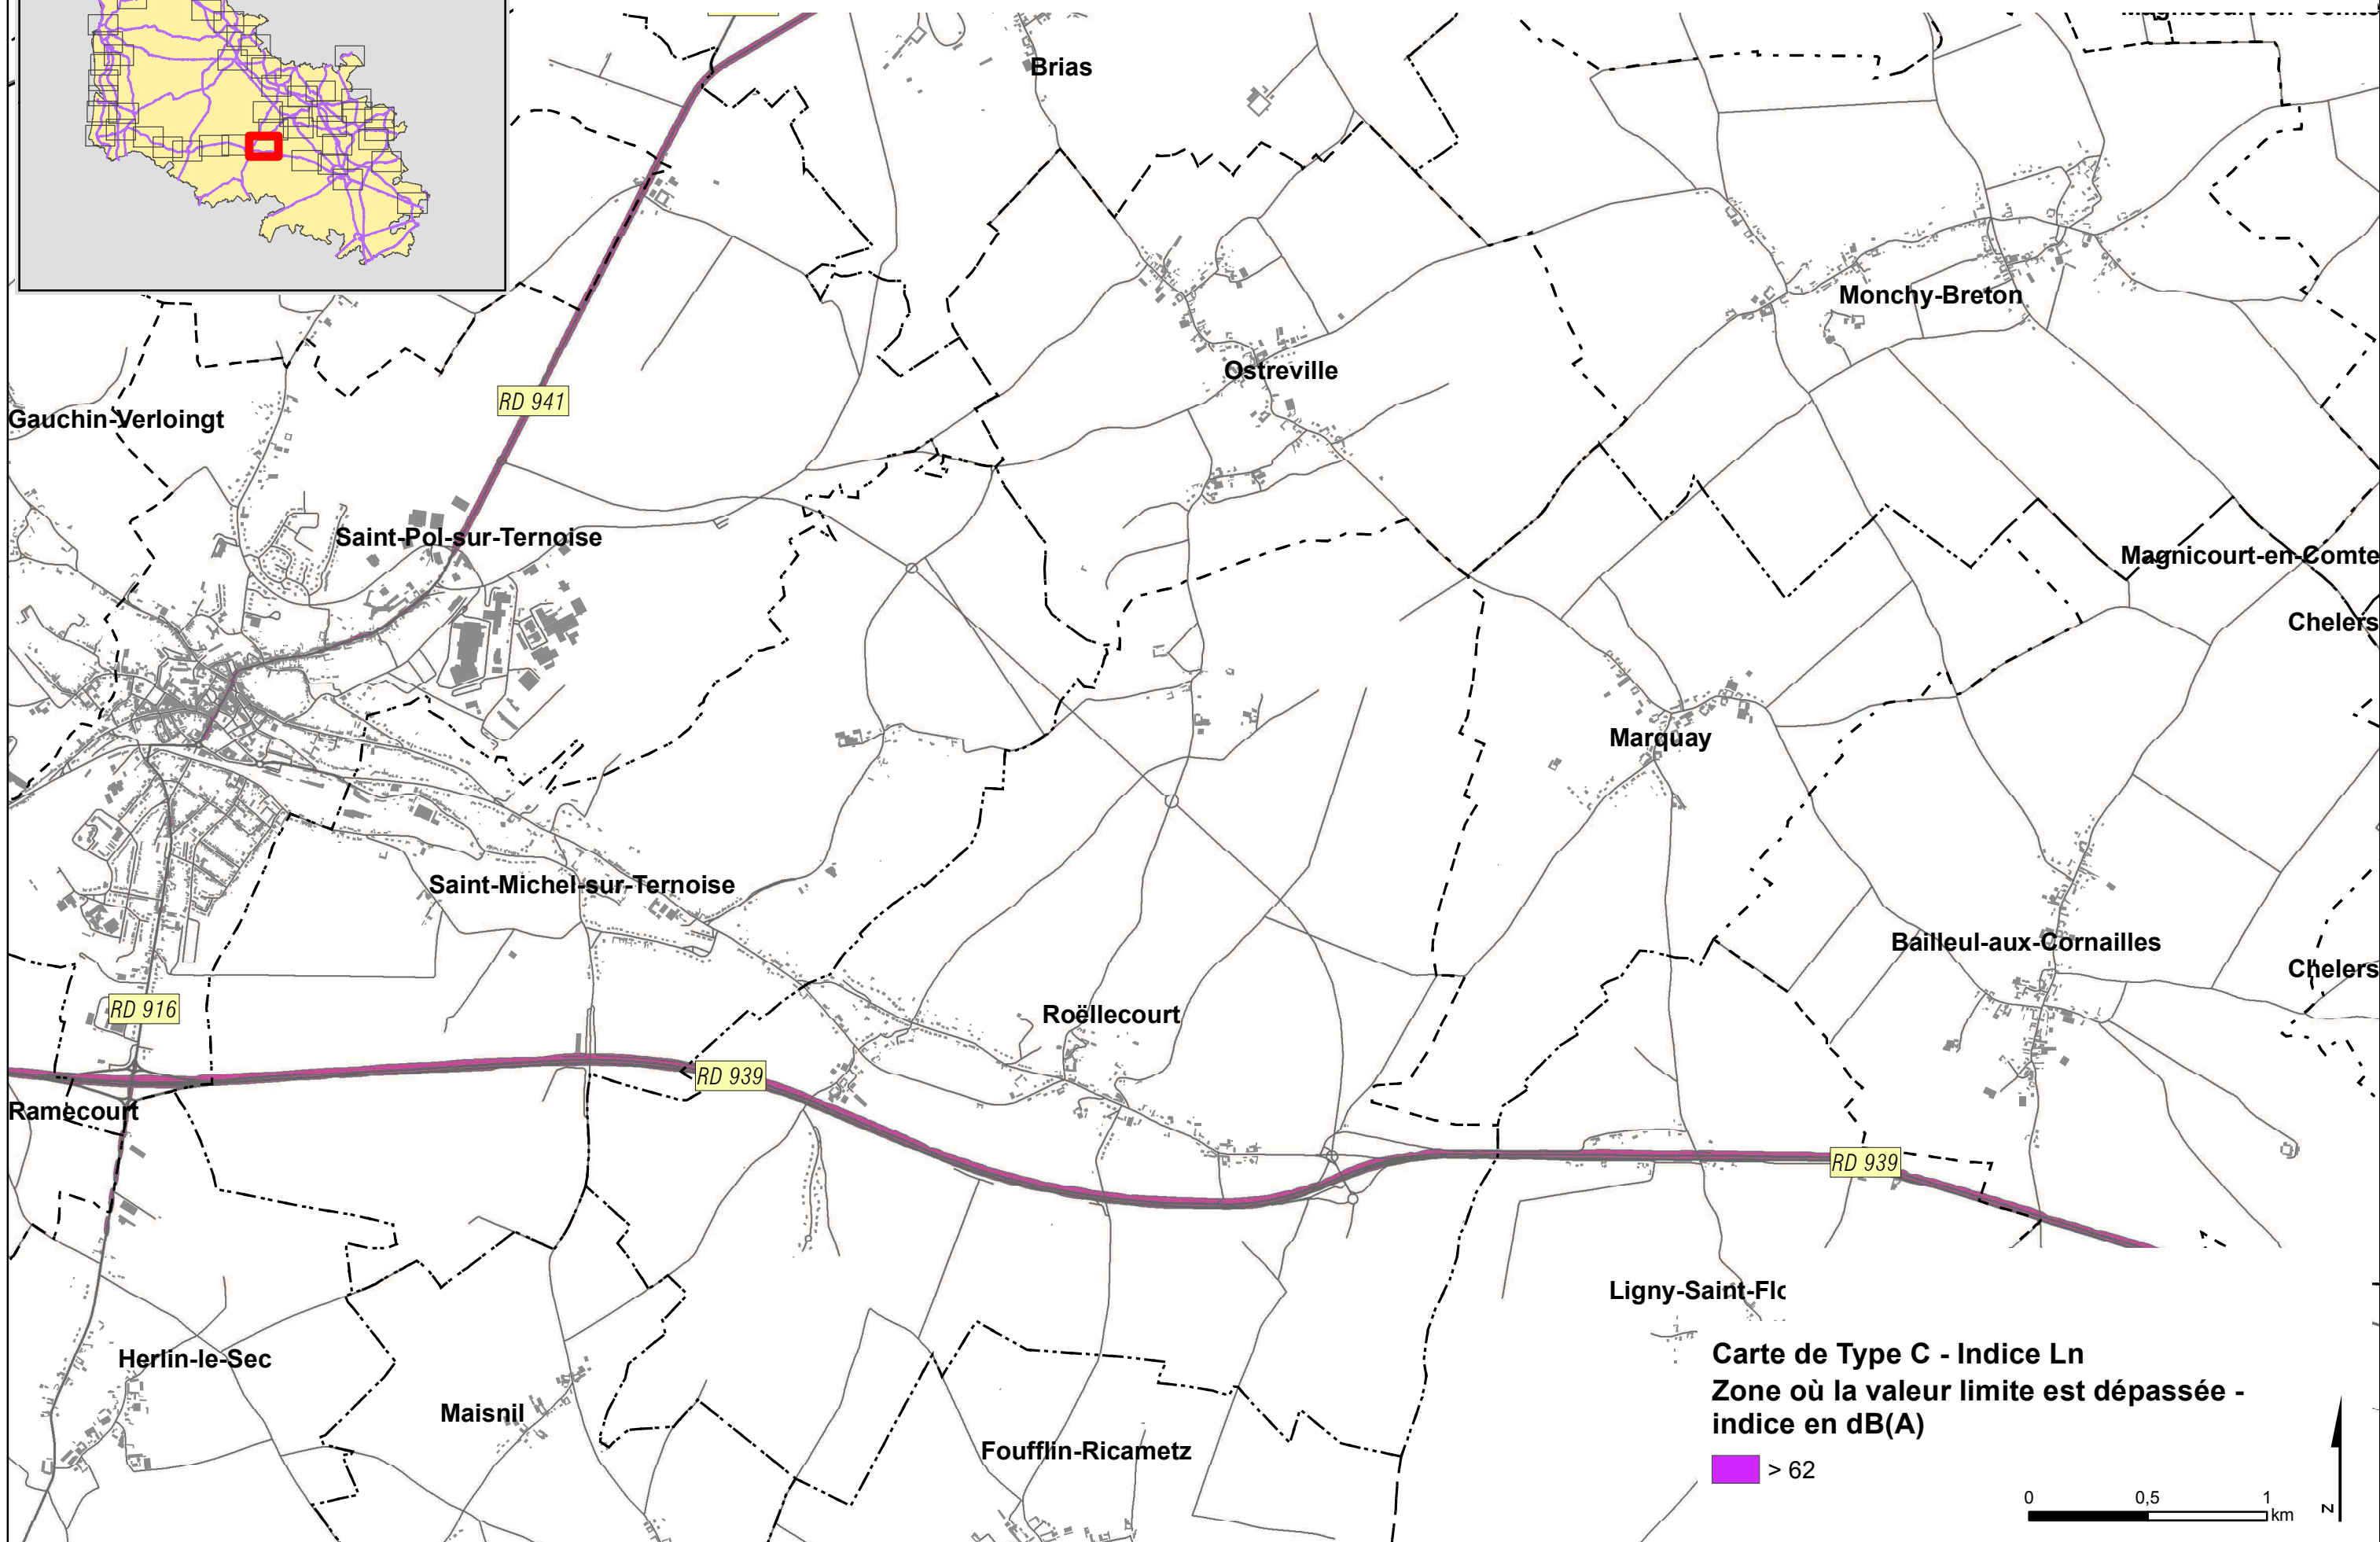 Brias
Monchy-Breton
Ostreville
RD 941
Gauchin-Verloingt
Saint-Pol-sur-Ternoise
Magnicourt-en-Comte
Chelers
Marquay
Saint-Michel-sur-Ternoise
Bailleul-aux-Cornailles
Chelers
RD 916
Roëllecourt
RD 939
Ramecourt
RD 939
Ligny-Saint-Flo
Herlin-le-Sec
Maisnil
Foufflin-Ricametz
Carte de Type C - Indice Ln
Zone où la valeur limite est dépassée -
indice en dB(A)
> 62
0 0,5 1
km
N